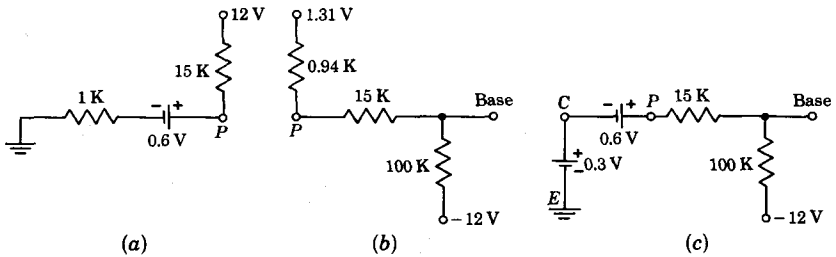 12 V
15 K
1 K
- +
0.6 V
P
(a)
1.31 V
0.94 K
P
15 K
Base
100 K
-12 V
(b)
C
- +
P
0.6 V
15 K
Base
+
- 0.3 V
E
100 K
-12 V
(c)